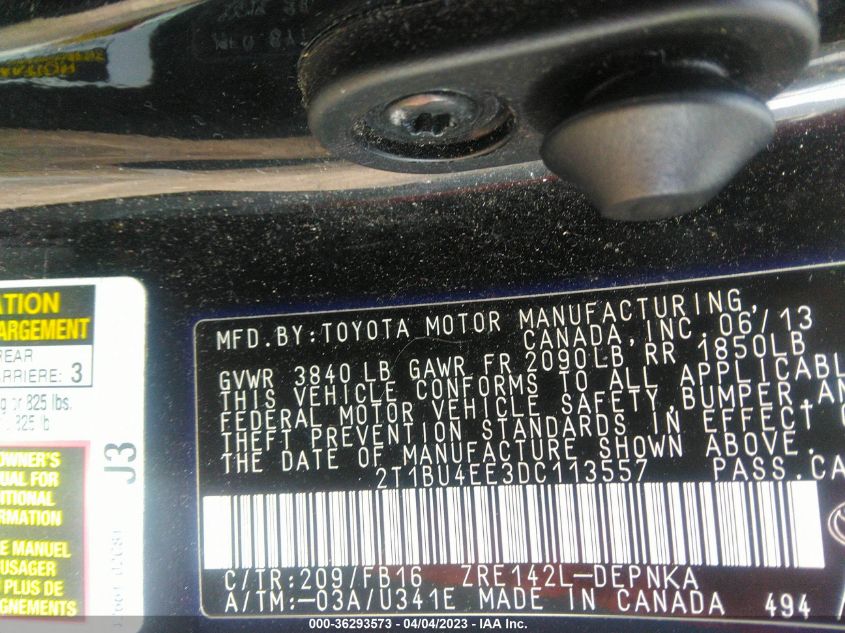 MFD.BY:TOYOTA MOTOR MANUFACTURING,
CANADA, INC. 06/13
GVWR 3840 LB GAWR FR 2090LB RR 1850LB
THIS VEHICLE CONFORMS TO ALL APPLICABL
FEDERAL MOTOR VEHICLE SAFETY, BUMPER, AN
THEFT PREVENTION STANDARDS IN EFFECT O
THE DATE OF MANUFACTURE SHOWN ABOVE.
2T1BU4EE3DC113557 PASS.CA
C/TR:209/FB16 ZRE142L-DEPNKA
A/TM:-03A/U341E MADE IN CANADA 494
ATION
ARGEMENT
REAR
ARRIERE: 3
825 lbs.
825 lb
J3
OWNER'S
UAL FOR
DITIONAL
RMATION
E MANUEL
USAGER
PLUS DE
GNEMENTS
000-36293573 - 04/04/2023 - IAA Inc.